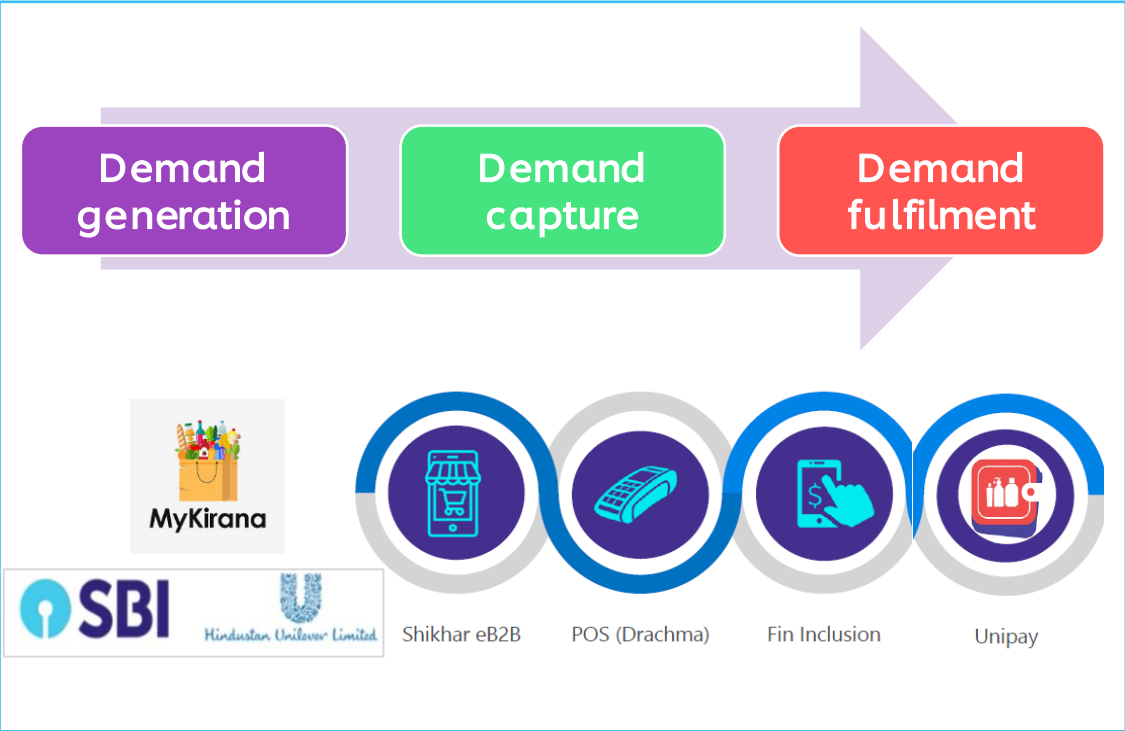 Demand
generation
Demand
capture
Demand
fulfilment
MyKirana
SBI
Hindustan Unilever Limited
$
Shikhar eB2B
POS (Drachma)
Fin Inclusion
Unipay